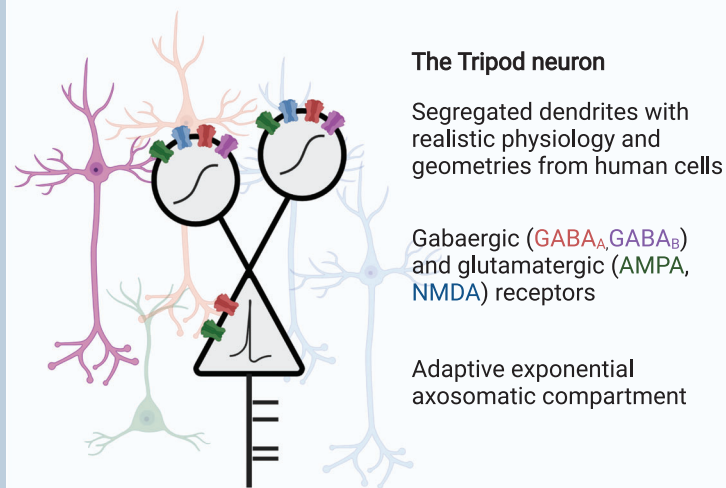 The Tripod neuron
Segregated dendrites with
realistic physiology and
geometries from human cells
Gabaergic (GABAA,GABAB)
and glutamatergic (AMPA,
NMDA) receptors
Adaptive exponential
axosomatic compartment